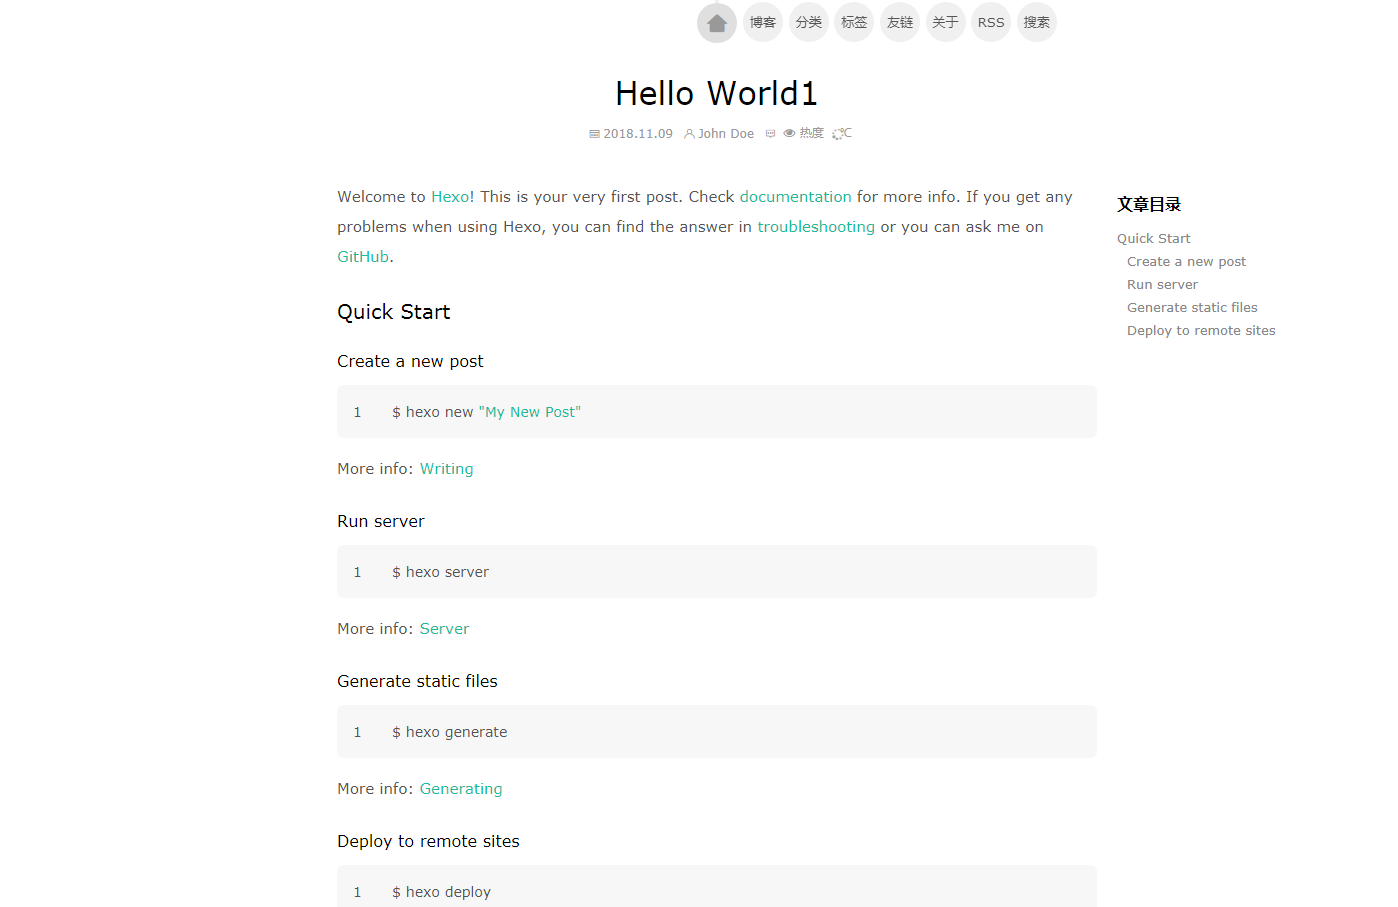 博客 分类 标签 友链 关于 RSS 搜索
Hello World1
2018.11.09 John Doe 热度 ℃
Welcome to Hexo! This is your very first post. Check documentation for more info. If you get any
problems when using Hexo, you can find the answer in troubleshooting or you can ask me on
GitHub.
Quick Start
Create a new post
1 $ hexo new "My New Post"
More info: Writing
Run server
1 $ hexo server
More info: Server
Generate static files
1 $ hexo generate
More info: Generating
Deploy to remote sites
1 $ hexo deploy
文章目录
Quick Start
Create a new post
Run server
Generate static files
Deploy to remote sites